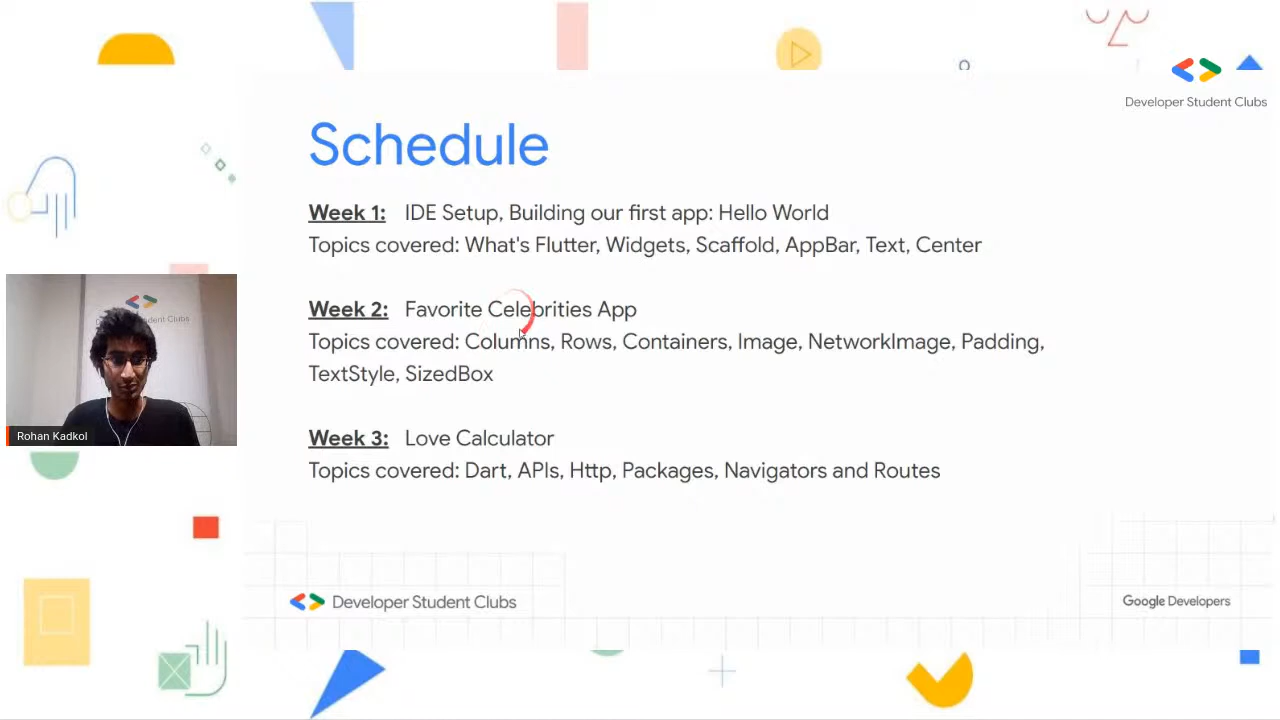 Developer Student Clubs
Schedule
Week 1: IDE Setup, Building our first app: Hello World
Topics covered: What's Flutter, Widgets, Scaffold, AppBar, Text, Center
Week 2: Favorite Celebrities App
Topics covered: Columns, Rows, Containers, Image, NetworkImage, Padding,
TextStyle, SizedBox
Student Clubs
Rohan Kadkol
Week 3: Love Calculator
Topics covered: Dart, APIs, Http, Packages, Navigators and Routes
Developer Student Clubs
Google Developers